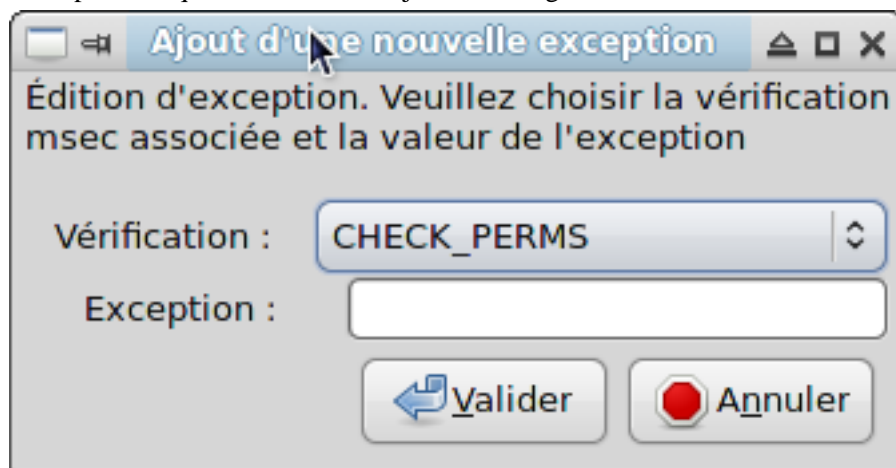 Ajout d'une nouvelle exception
Édition d'exception. Veuillez choisir la vérification
msec associée et la valeur de l'exception
Vérification : CHECK_PERMS
Exception :
Valider Annuler